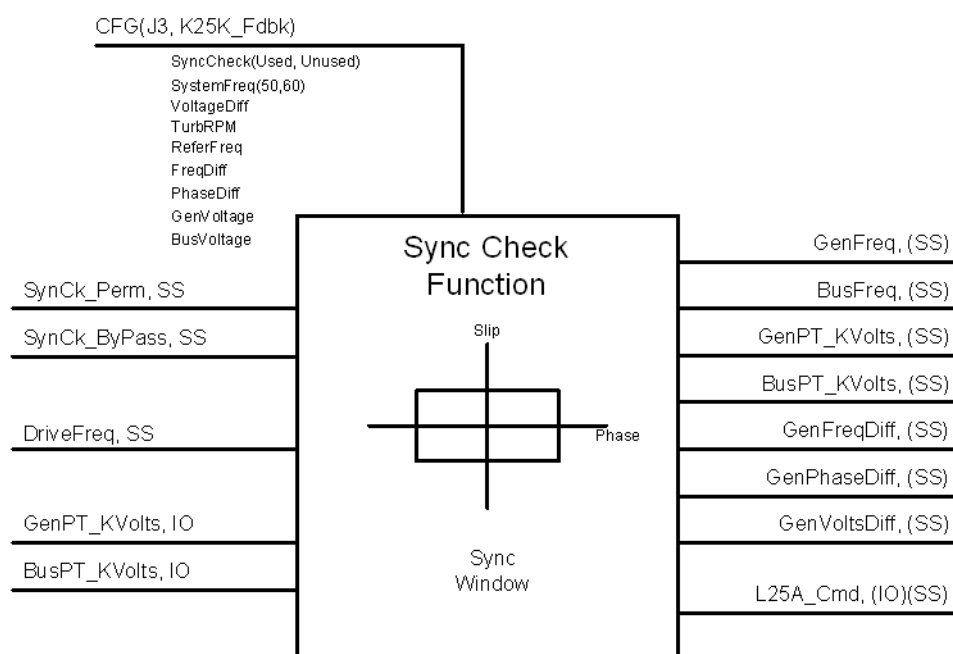 CFG(J3, K25K_Fdbk)
SyncCheck(Used, Unused)
SystemFreq(50,60)
VoltageDiff
TurbRPM
ReferFreq
FreqDiff
PhaseDiff
GenVoltage
BusVoltage
SynCk_Perm, SS
SynCk_ByPass, SS
DriveFreq, SS
GenPT_KVolts, IO
BusPT_KVolts, IO
Sync Check
Function
Slip
Phase
Sync
Window
GenFreq, (SS)
BusFreq, (SS)
GenPT_KVolts, (SS)
BusPT_KVolts, (SS)
GenFreqDiff, (SS)
GenPhaseDiff, (SS)
GenVoltsDiff, (SS)
L25A_Cmd, (IO)(SS)